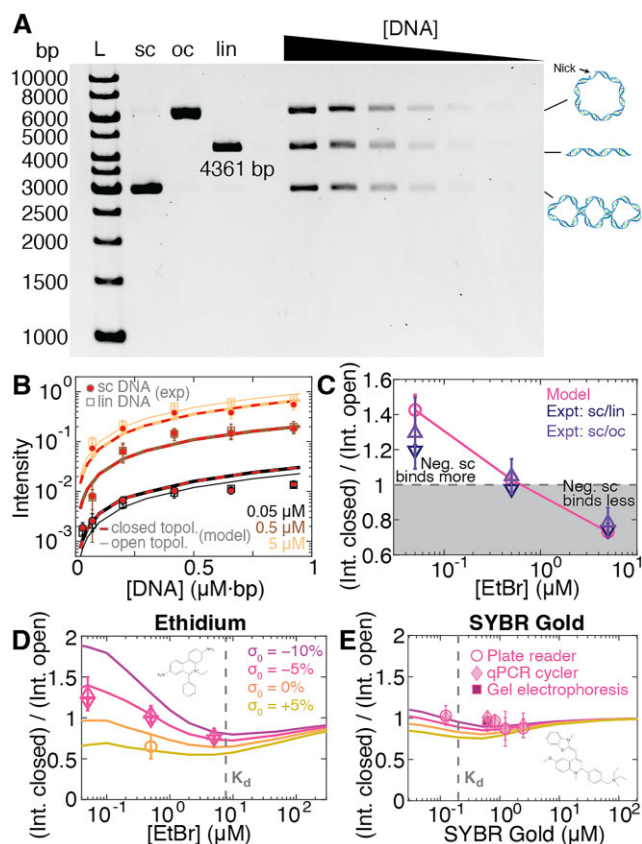 A
bp L sc oc lin [DNA]
10000
8000
6000
5000
4000
3000
2500
2000
1500
1000
4361 bp
Nick
B
Intensity
10⁰
10⁻¹
10⁻²
10⁻³
sc DNA
lin DNA
(exp)
0.05 µM
0.5 µM
5 µM
closed topol.
open topol.
(model)
0 0.25 0.5 0.75 1
[DNA] (µM·bp)
C
(Int. closed) / (Int. open)
1.6
1.4
1.2
1
0.8
0.6
Model
Expt: sc/lin
Expt: sc/oc
Neg. sc
binds more
Neg. sc
binds less
10⁻¹ 10⁰ 10¹
[EtBr] (µM)
D
Ethidium
(Int. closed) / (Int. open)
2
1.5
1
0.5
0
σ₀ = −10%
σ₀ = −5%
σ₀ = 0%
σ₀ = +5%
K_d
10⁻¹ 10⁰ 10¹ 10²
[EtBr] (µM)
E
SYBR Gold
(Int. closed) / (Int. open)
2
1.5
1
0.5
0
Plate reader
qPCR cycler
Gel electrophoresis
K_d
10⁻¹ 10⁰ 10¹ 10²
SYBR Gold (µM)